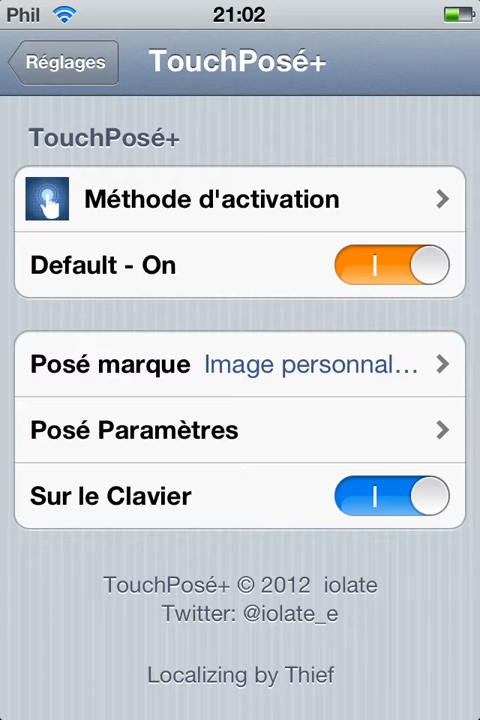 Phil 21:02
Réglages TouchPosé+
TouchPosé+
Méthode d'activation
Default - On
Posé marque Image personnal...
Posé Paramètres
Sur le Clavier
TouchPosé+ © 2012 iolate
Twitter: @iolate_e
Localizing by Thief